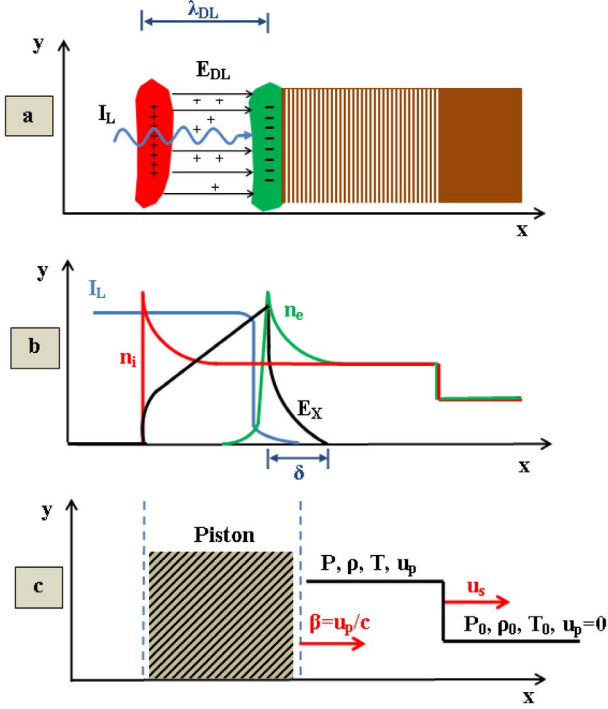 λDL
y
EDL
IL
a
x
y
IL
ne
b
ni
EX
x
δ
y
Piston
P, ρ, T, up
c
us
β=up/c
P0, ρ0, T0, up=0
x